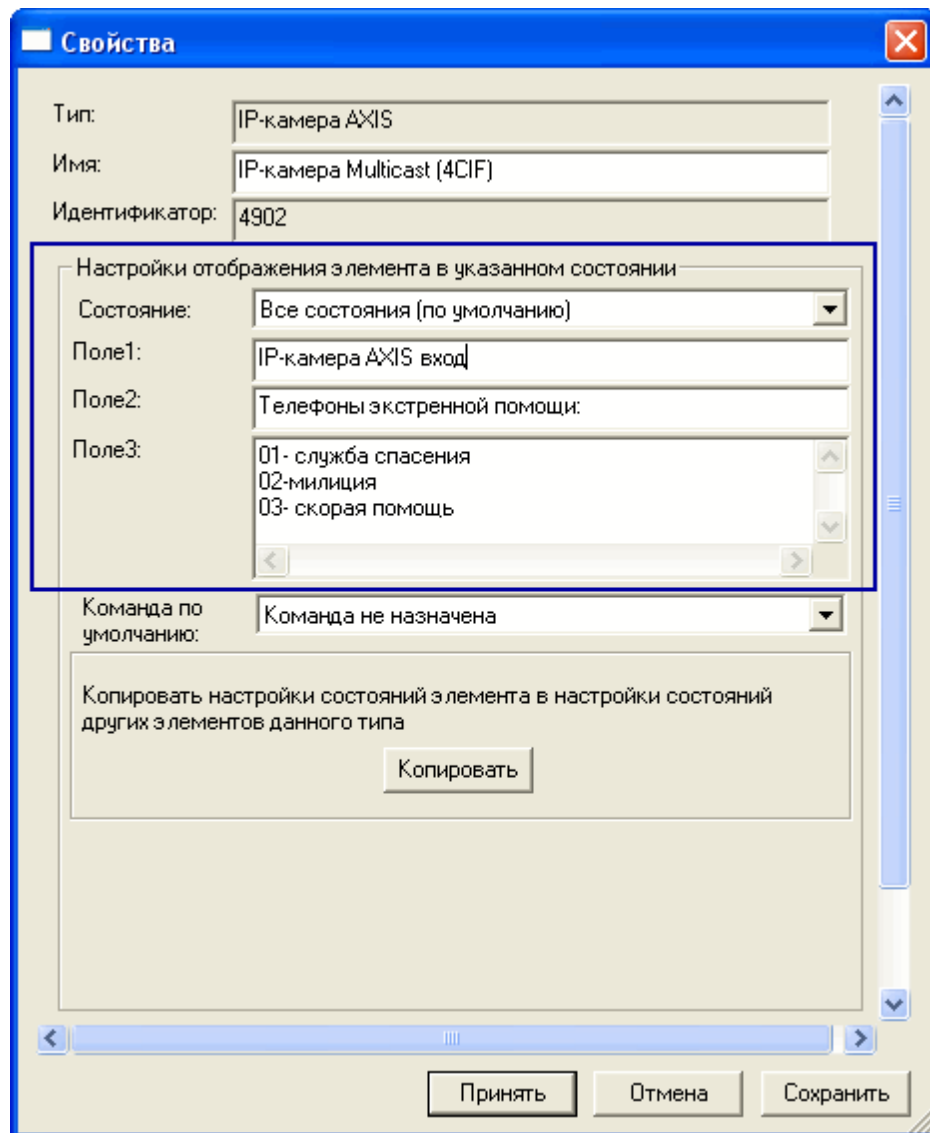 Свойства
Тип: IP-камера AXIS
Имя: IP-камера Multicast (4CIF)
Идентификатор: 4902
Настройки отображения элемента в указанном состоянии
Состояние: Все состояния (по умолчанию)
Поле1: IP-камера AXIS вход
Поле2: Телефоны экстренной помощи:
Поле3: 01- служба спасения
02-милиция
03- скорая помощь
Команда по
умолчанию: Команда не назначена
Копировать настройки состояний элемента в настройки состояний
других элементов данного типа
Копировать
Принять Отмена Сохранить